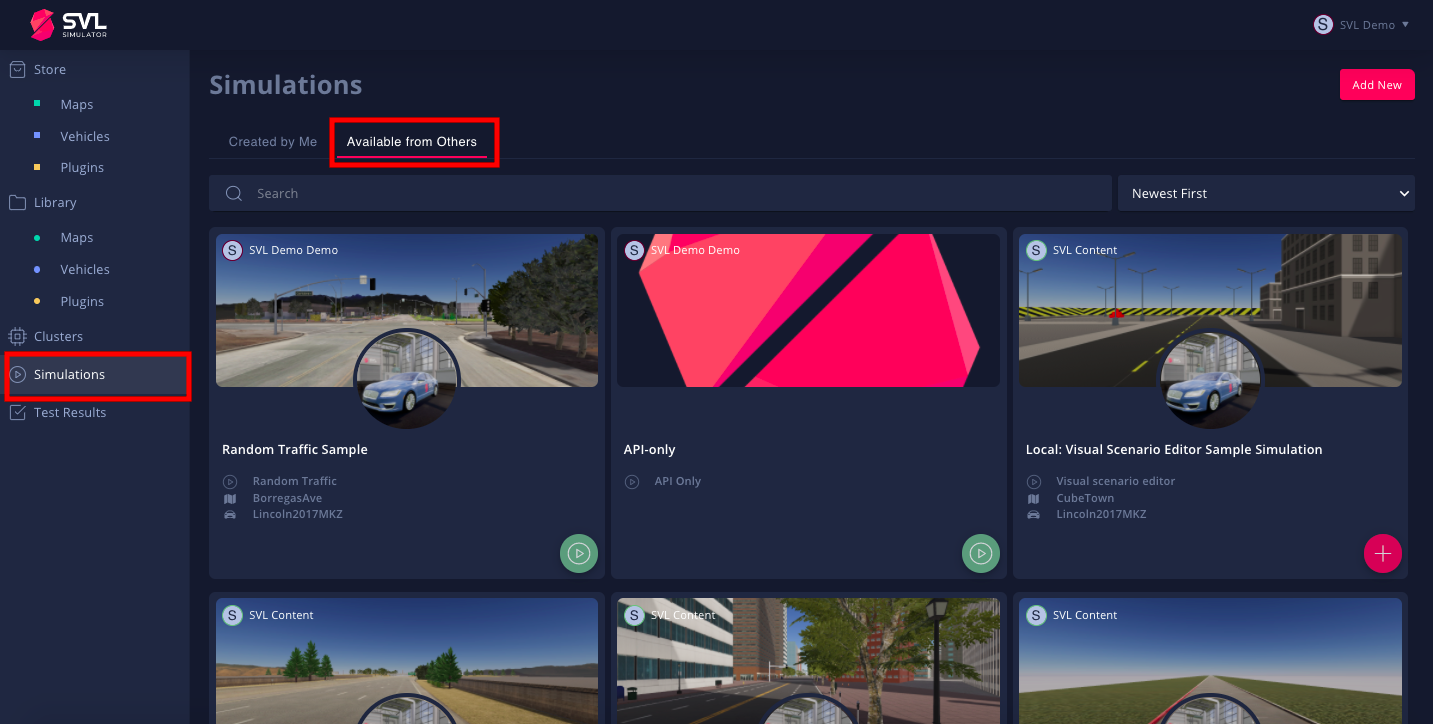 SVL
SIMULATOR
S SVL Demo
Store
Maps
Vehicles
Plugins
Library
Maps
Vehicles
Plugins
Clusters
Simulations
Test Results
Simulations
Add New
Created by Me
Available from Others
Search
Newest First
S SVL Demo Demo
Random Traffic Sample
Random Traffic
BorregasAve
Lincoln2017MKZ
S SVL Demo Demo
API-only
API Only
S SVL Content
Local: Visual Scenario Editor Sample Simulation
Visual scenario editor
CubeTown
Lincoln2017MKZ
S SVL Content
S SVL Content
S SVL Content